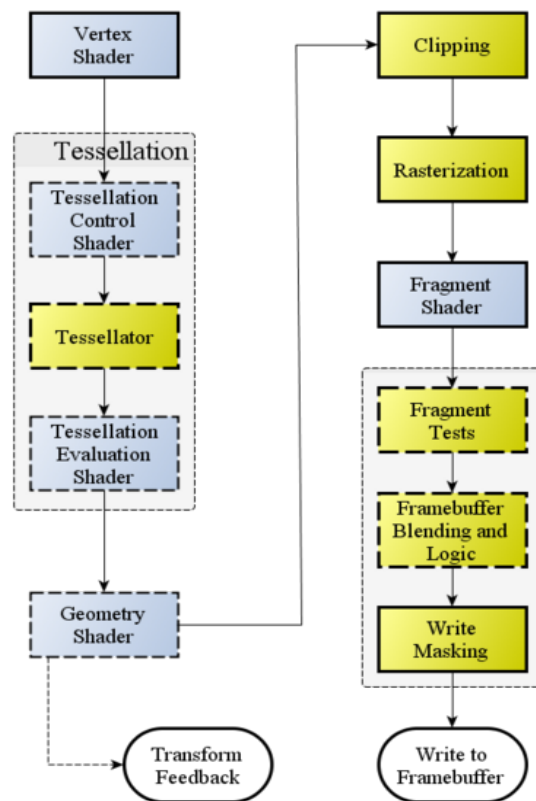 Vertex
Shader
Tessellation
Tessellation
Control
Shader
Tessellator
Tessellation
Evaluation
Shader
Geometry
Shader
Transform
Feedback
Clipping
Rasterization
Fragment
Shader
Fragment
Tests
Framebuffer
Blending and
Logic
Write
Masking
Write to
Framebuffer